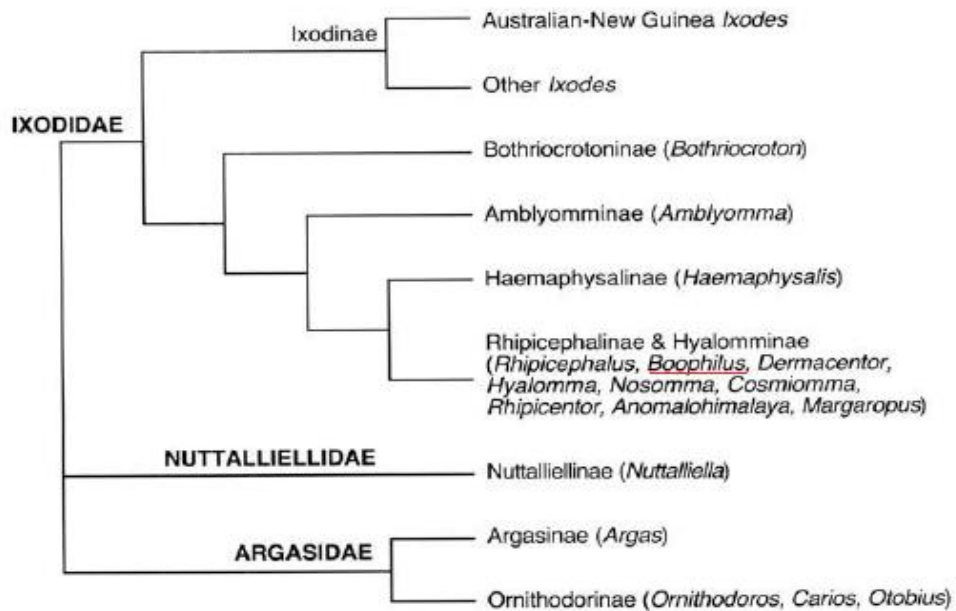 Australian-New Guinea Ixodes
Ixodinae
Other Ixodes
IXODIDAE
Bothriocrotoninae (Bothriocroton)
Amblyomminae (Amblyomma)
Haemaphysalinae (Haemaphysalis)
Rhipicephalinae & Hyalomminae
(Rhipicephalus, Boophilus, Dermacentor,
Hyalomma, Nosomma, Cosmiomma,
Rhipicentor, Anomalohimalaya, Margaropus)
NUTTALLIELLIDAE
Nuttalliellinae (Nuttalliella)
Argasinae (Argas)
ARGASIDAE
Ornithodorinae (Ornithodoros, Carios, Otobius)